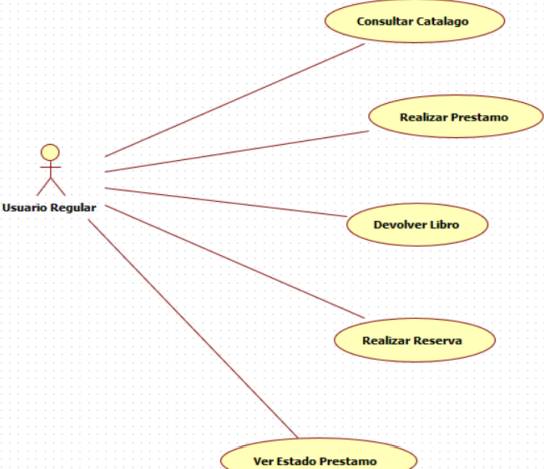 Consultar Catalago
Realizar Prestamo
Usuario Regular
Devolver Libro
Realizar Reserva
Ver Estado Prestamo